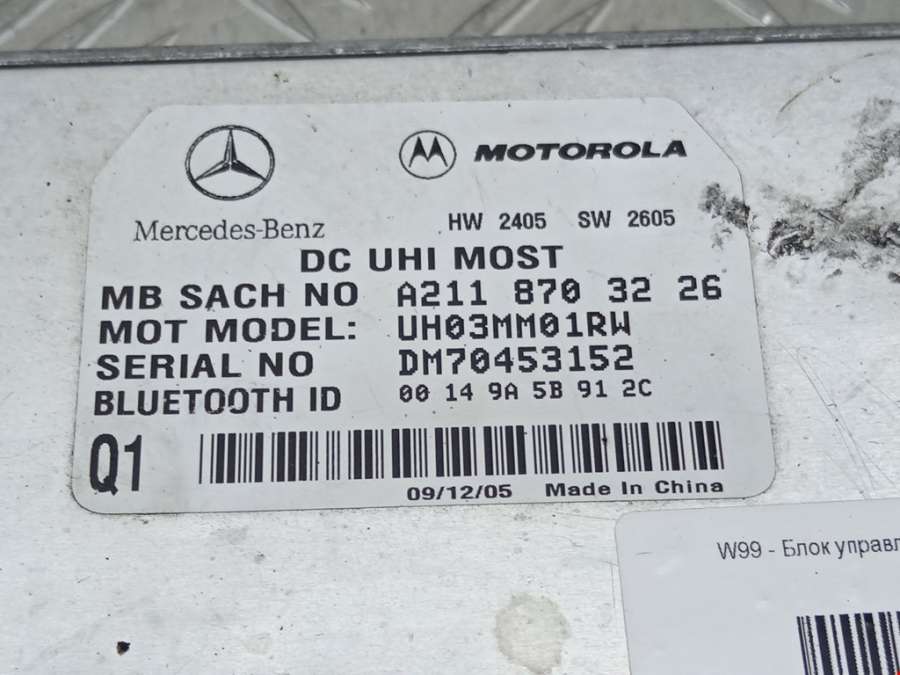 MOTOROLA
Mercedes-Benz
HW 2405 SW 2605
DC UHI MOST
MB SACH NO A211 870 32 26
MOT MODEL: UH03MM01RW
SERIAL NO DM70453152
BLUETOOTH ID 00 14 9A 5B 91 2C
Q1
09/12/05 Made In China
W99 - Блок управл